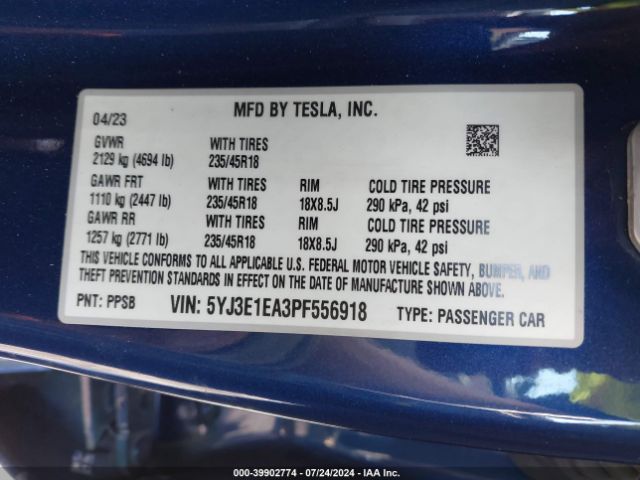 MFD BY TESLA, INC.
04/23
GVWR WITH TIRES
2129 kg (4694 lb) 235/45R18
GAWR FRT WITH TIRES RIM COLD TIRE PRESSURE
1110 kg (2447 lb) 235/45R18 18X8.5J 290 kPa, 42 psi
GAWR RR WITH TIRES RIM COLD TIRE PRESSURE
1257 kg (2771 lb) 235/45R18 18X8.5J 290 kPa, 42 psi
THIS VEHICLE CONFORMS TO ALL APPLICABLE U.S. FEDERAL MOTOR VEHICLE SAFETY, BUMPER, AND
THEFT PREVENTION STANDARDS IN EFFECT ON THE DATE OF MANUFACTURE SHOWN ABOVE.
PNT: PPSB VIN: 5YJ3E1EA3PF556918 TYPE: PASSENGER CAR
000-39902774 - 07/24/2024 - IAA Inc.